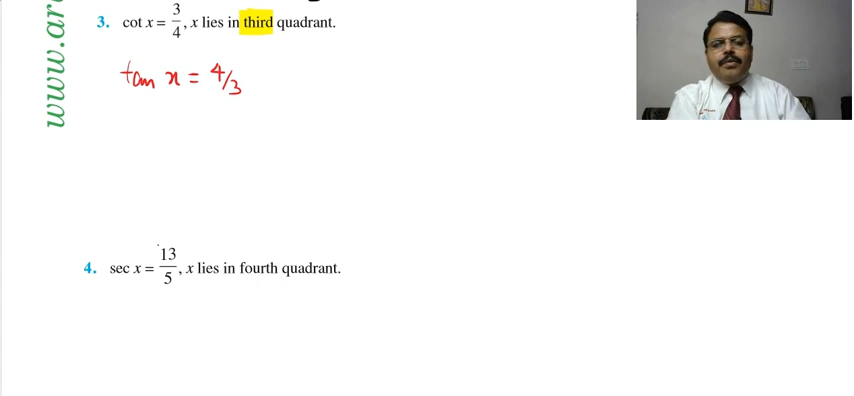 www.ar
3. cot x = 3/4, x lies in third quadrant.
tan x = 4/3
4. sec x = 13/5, x lies in fourth quadrant.